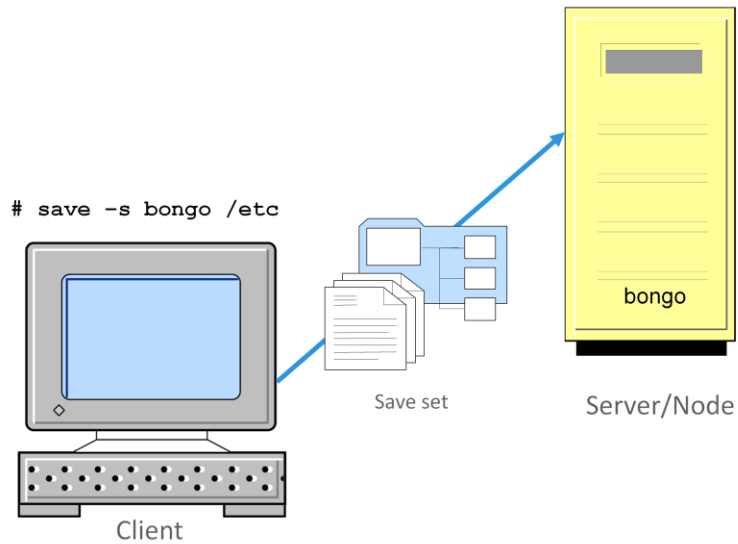 # save –s bongo /etc
bongo
Save set
Server/Node
Client